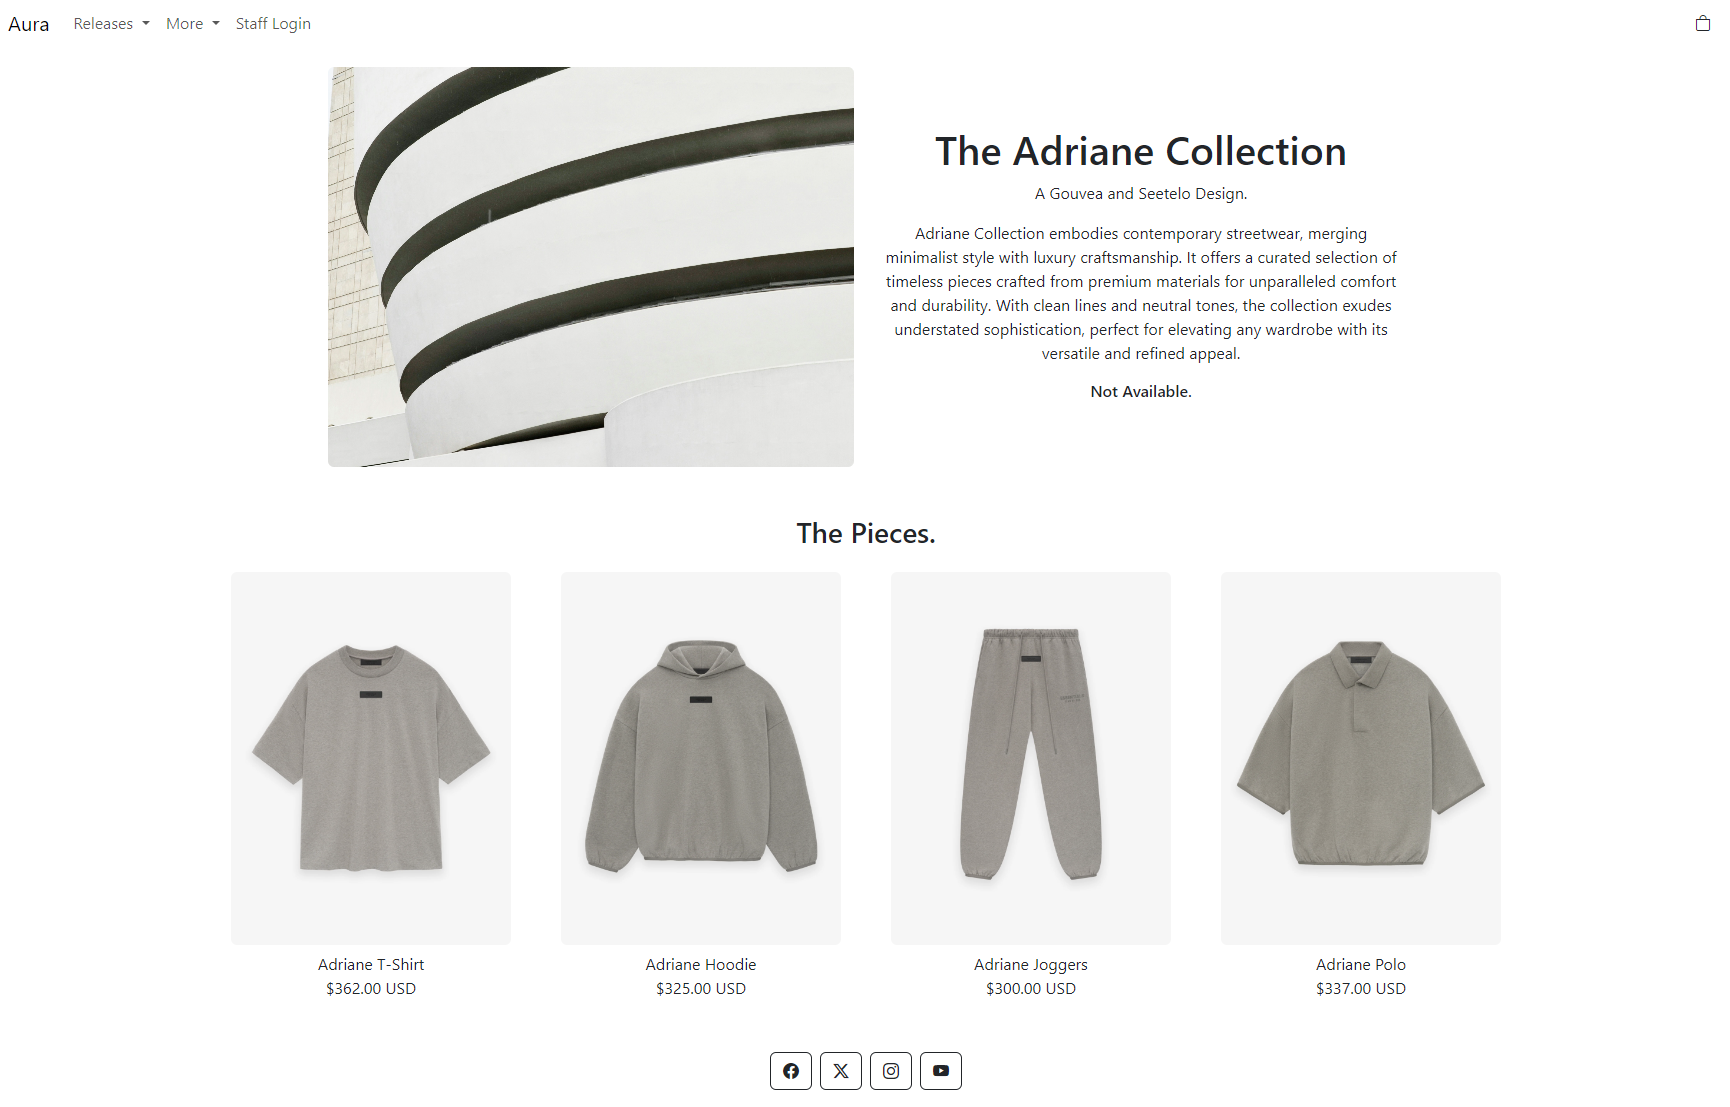 Aura Releases More Staff Login
The Adriane Collection
A Gouvea and Seetelo Design.
Adriane Collection embodies contemporary streetwear, merging
minimalist style with luxury craftsmanship. It offers a curated selection of
timeless pieces crafted from premium materials for unparalleled comfort
and durability. With clean lines and neutral tones, the collection exudes
understated sophistication, perfect for elevating any wardrobe with its
versatile and refined appeal.
Not Available.
The Pieces.
Adriane T-Shirt
$362.00 USD
Adriane Hoodie
$325.00 USD
Adriane Joggers
$300.00 USD
Adriane Polo
$337.00 USD